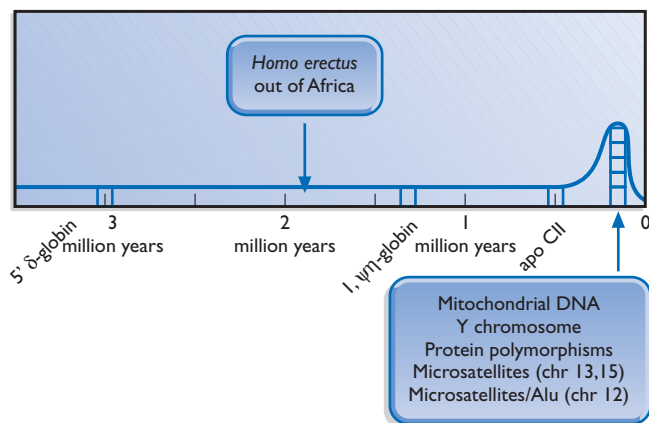 Homo erectus
out of Africa
3
2
1
0
million years
million years
million years
5' δ-globin
1, ψη-globin
apo CII
Mitochondrial DNA
Y chromosome
Protein polymorphisms
Microsatellites (chr 13,15)
Microsatellites/Alu (chr 12)